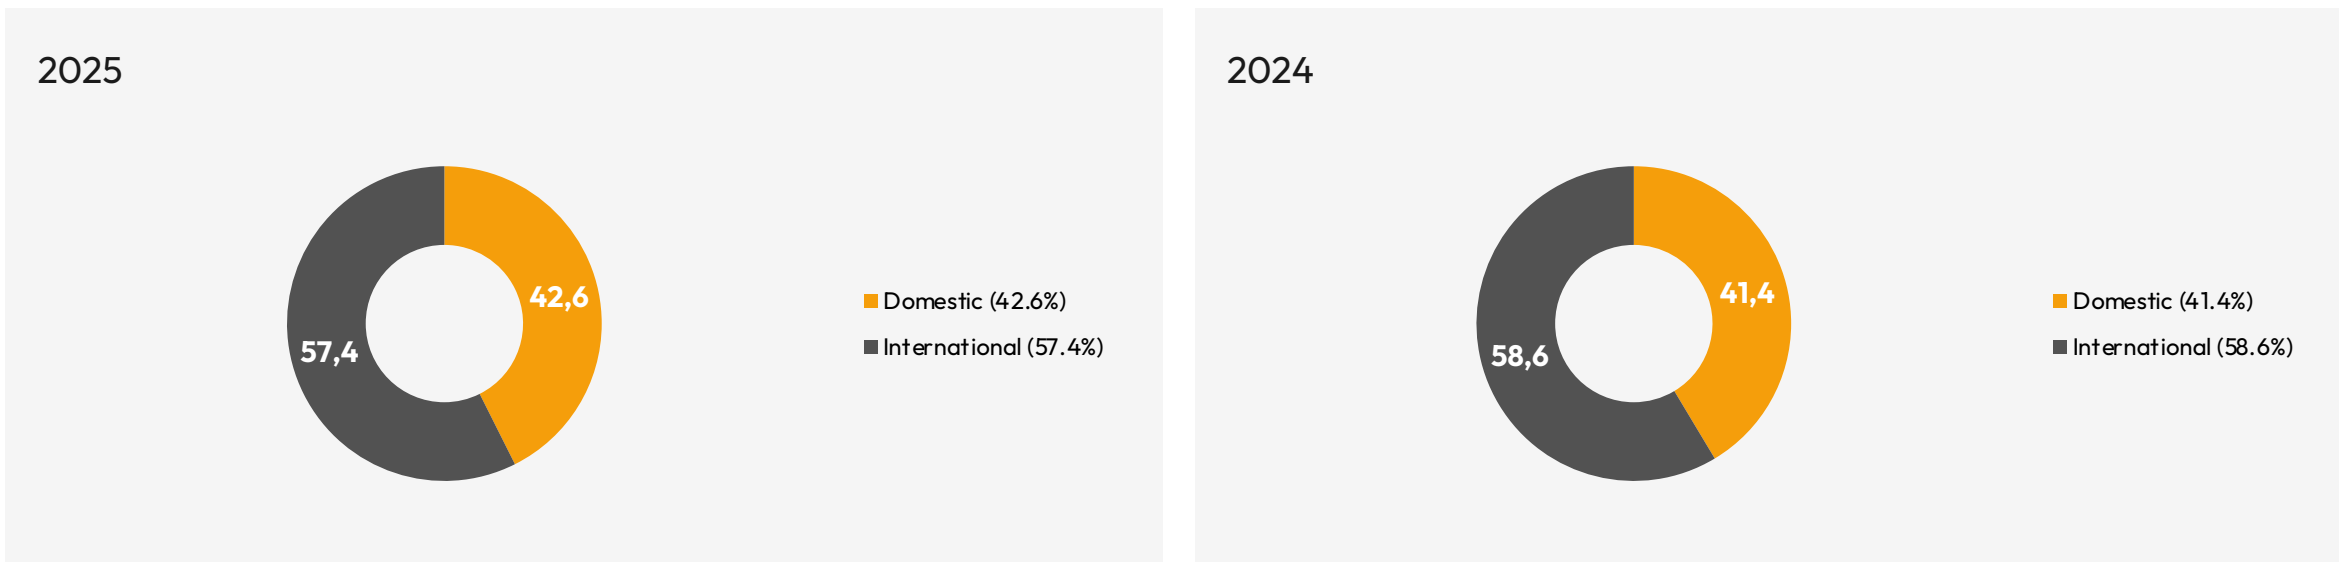 2025
42,6
57,4
Domestic (42.6%)
International (57.4%)
2024
41,4
58,6
Domestic (41.4%)
International (58.6%)